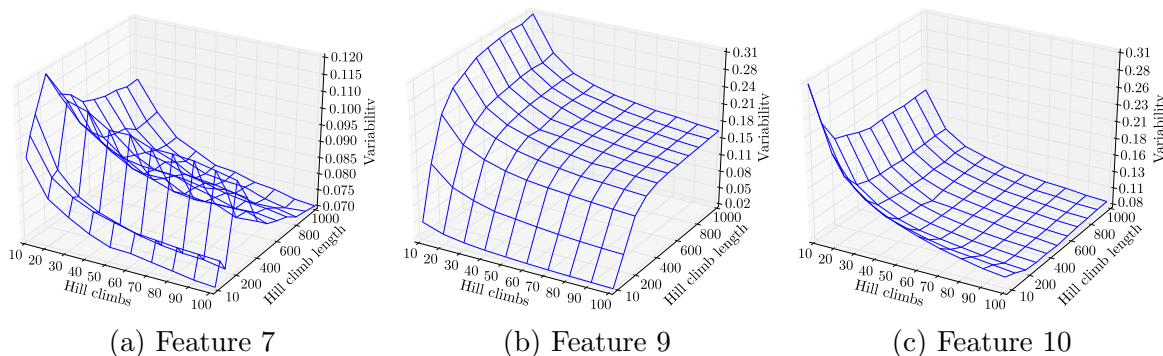 0.120
0.115
0.110
0.100
0.095
0.090
0.085
0.080
0.075
0.070
Variability
10 20 30 40 50 60 70 80 90 100
Hill climbs
10 200 400 600 800 1000
Hill climb length
(a) Feature 7
0.31
0.28
0.24
0.21
0.18
0.15
0.11
0.08
0.05
0.02
Variability
10 20 30 40 50 60 70 80 90 100
Hill climbs
10 200 400 600 800 1000
Hill climb length
(b) Feature 9
0.31
0.28
0.26
0.23
0.20
0.18
0.16
0.13
0.11
0.08
Variability
10 20 30 40 50 60 70 80 90 100
Hill climbs
10 200 400 600 800 1000
Hill climb length
(c) Feature 10